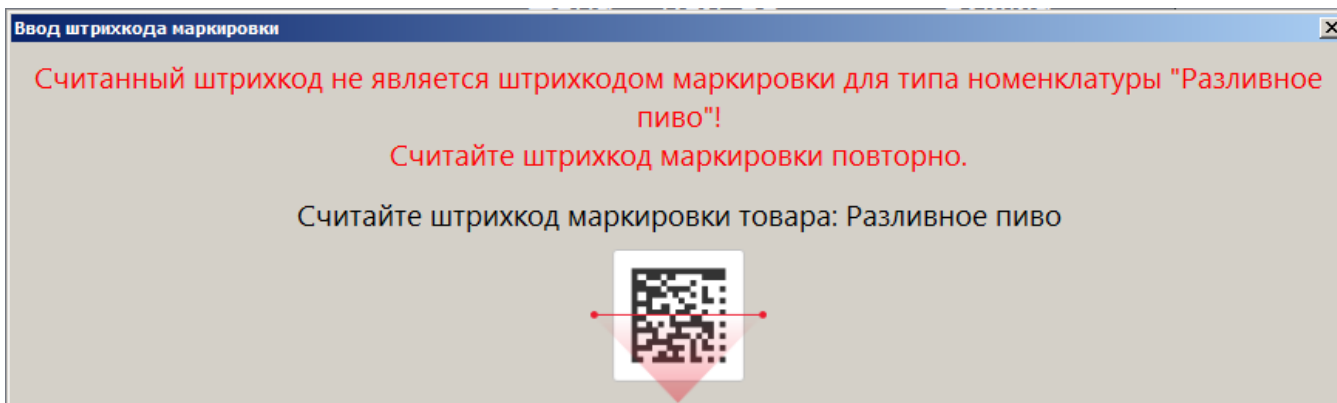 Ввод штрихкода маркировки
Считанный штрихкод не является штрихкодом маркировки для типа номенклатуры "Разливное
пиво"!
Считайте штрихкод маркировки повторно.
Считайте штрихкод маркировки товара: Разливное пиво